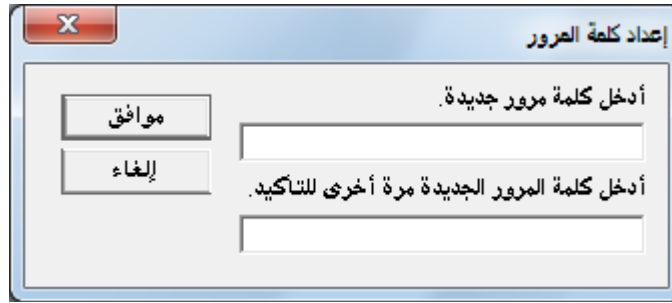 إعداد كلمة المرور
أدخل كلمة مرور جديدة.
موافق
إلغاء
أدخل كلمة المرور الجديدة مرة أخرى للتأكيد.